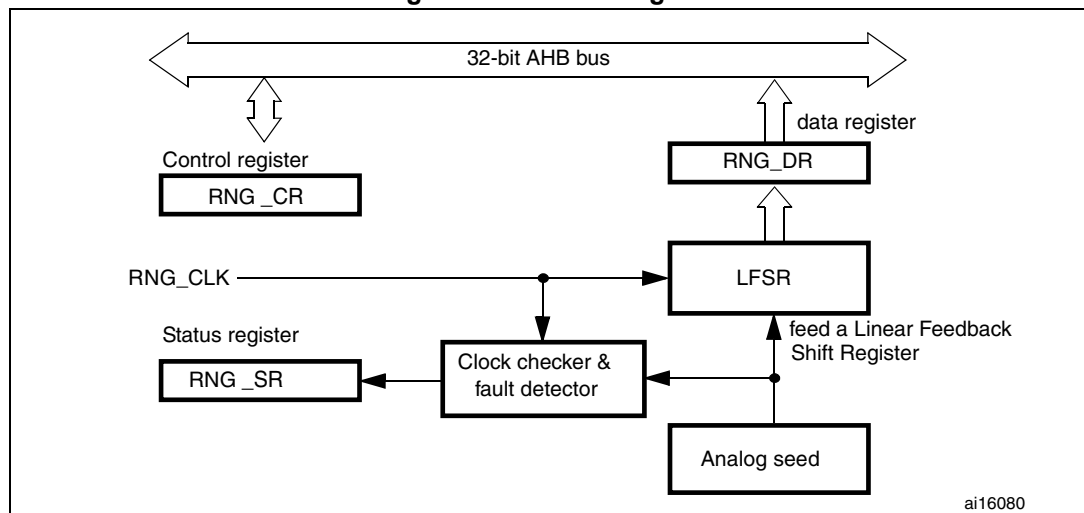 32-bit AHB bus
data register
Control register
RNG_DR
RNG _CR
RNG_CLK
LFSR
Status register
feed a Linear Feedback
Shift Register
Clock checker &
fault detector
RNG _SR
Analog seed
ai16080